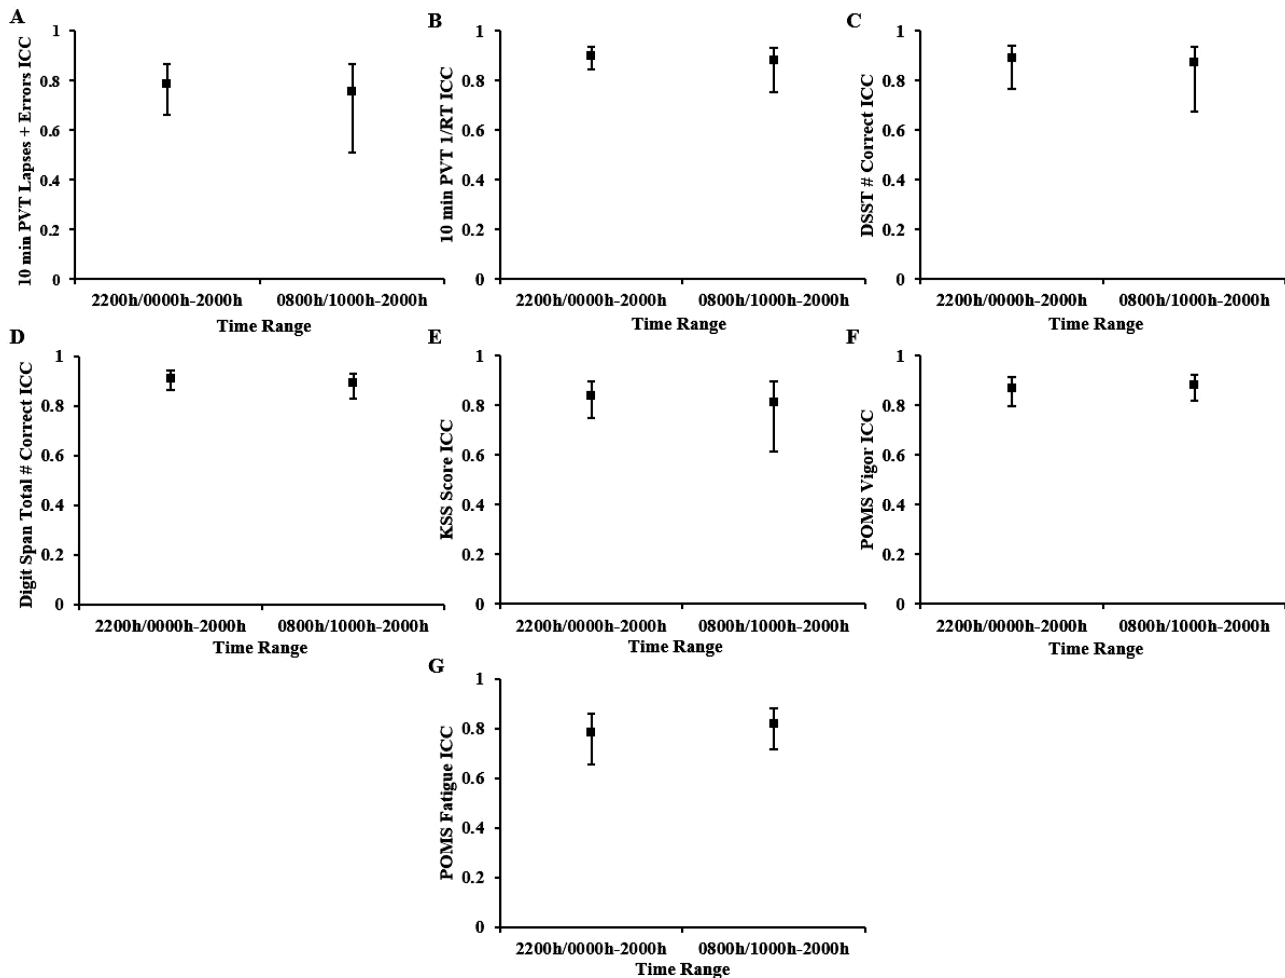 A
10 min PVT Lapses + Errors ICC
1
0.8
0.6
0.4
0.2
0
2200h/0000h-2000h 0800h/1000h-2000h
Time Range
B
10 min PVT 1/RT ICC
1
0.8
0.6
0.4
0.2
0
2200h/0000h-2000h 0800h/1000h-2000h
Time Range
C
DSST # Correct ICC
1
0.8
0.6
0.4
0.2
0
2200h/0000h-2000h 0800h/1000h-2000h
Time Range
D
Digit Span Total # Correct ICC
1
0.8
0.6
0.4
0.2
0
2200h/0000h-2000h 0800h/1000h-2000h
Time Range
E
KSS Score ICC
1
0.8
0.6
0.4
0.2
0
2200h/0000h-2000h 0800h/1000h-2000h
Time Range
F
POMS Vigor ICC
1
0.8
0.6
0.4
0.2
0
2200h/0000h-2000h 0800h/1000h-2000h
Time Range
G
POMS Fatigue ICC
1
0.8
0.6
0.4
0.2
0
2200h/0000h-2000h 0800h/1000h-2000h
Time Range